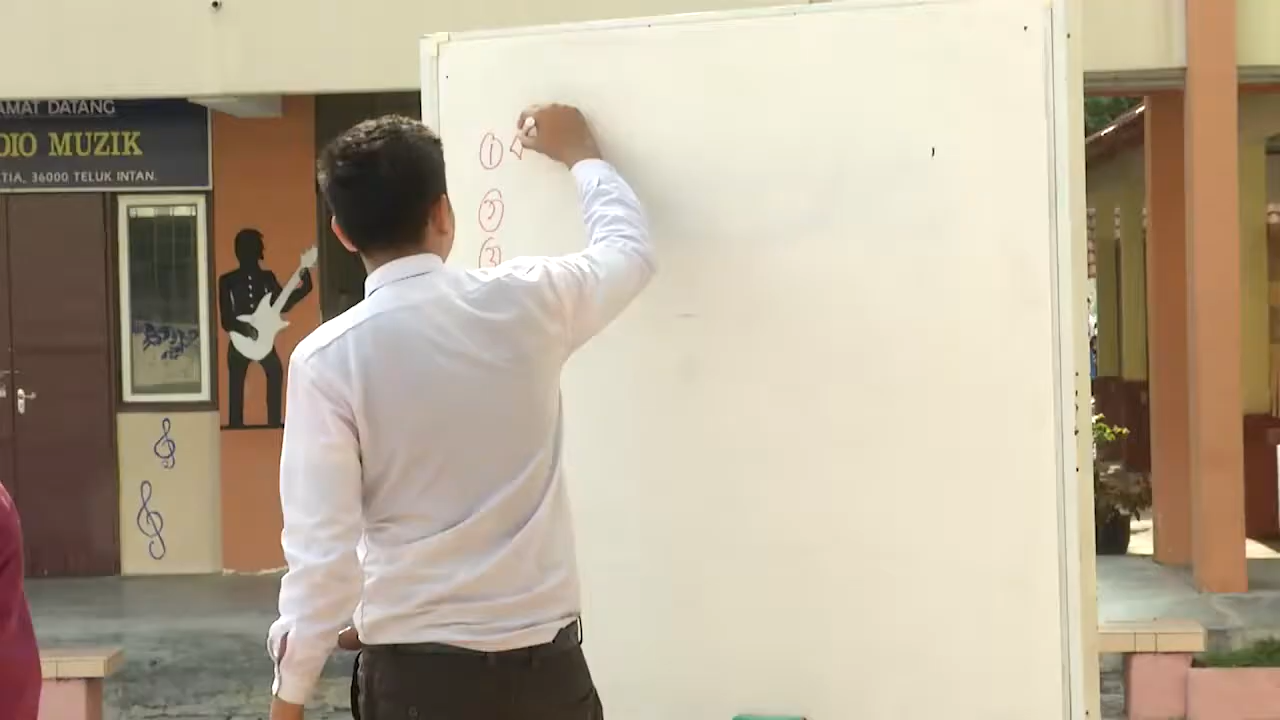 AMAT DATANG
DIO MUZIK
TIA, 36000 TELUK INTAN.
1
2
3